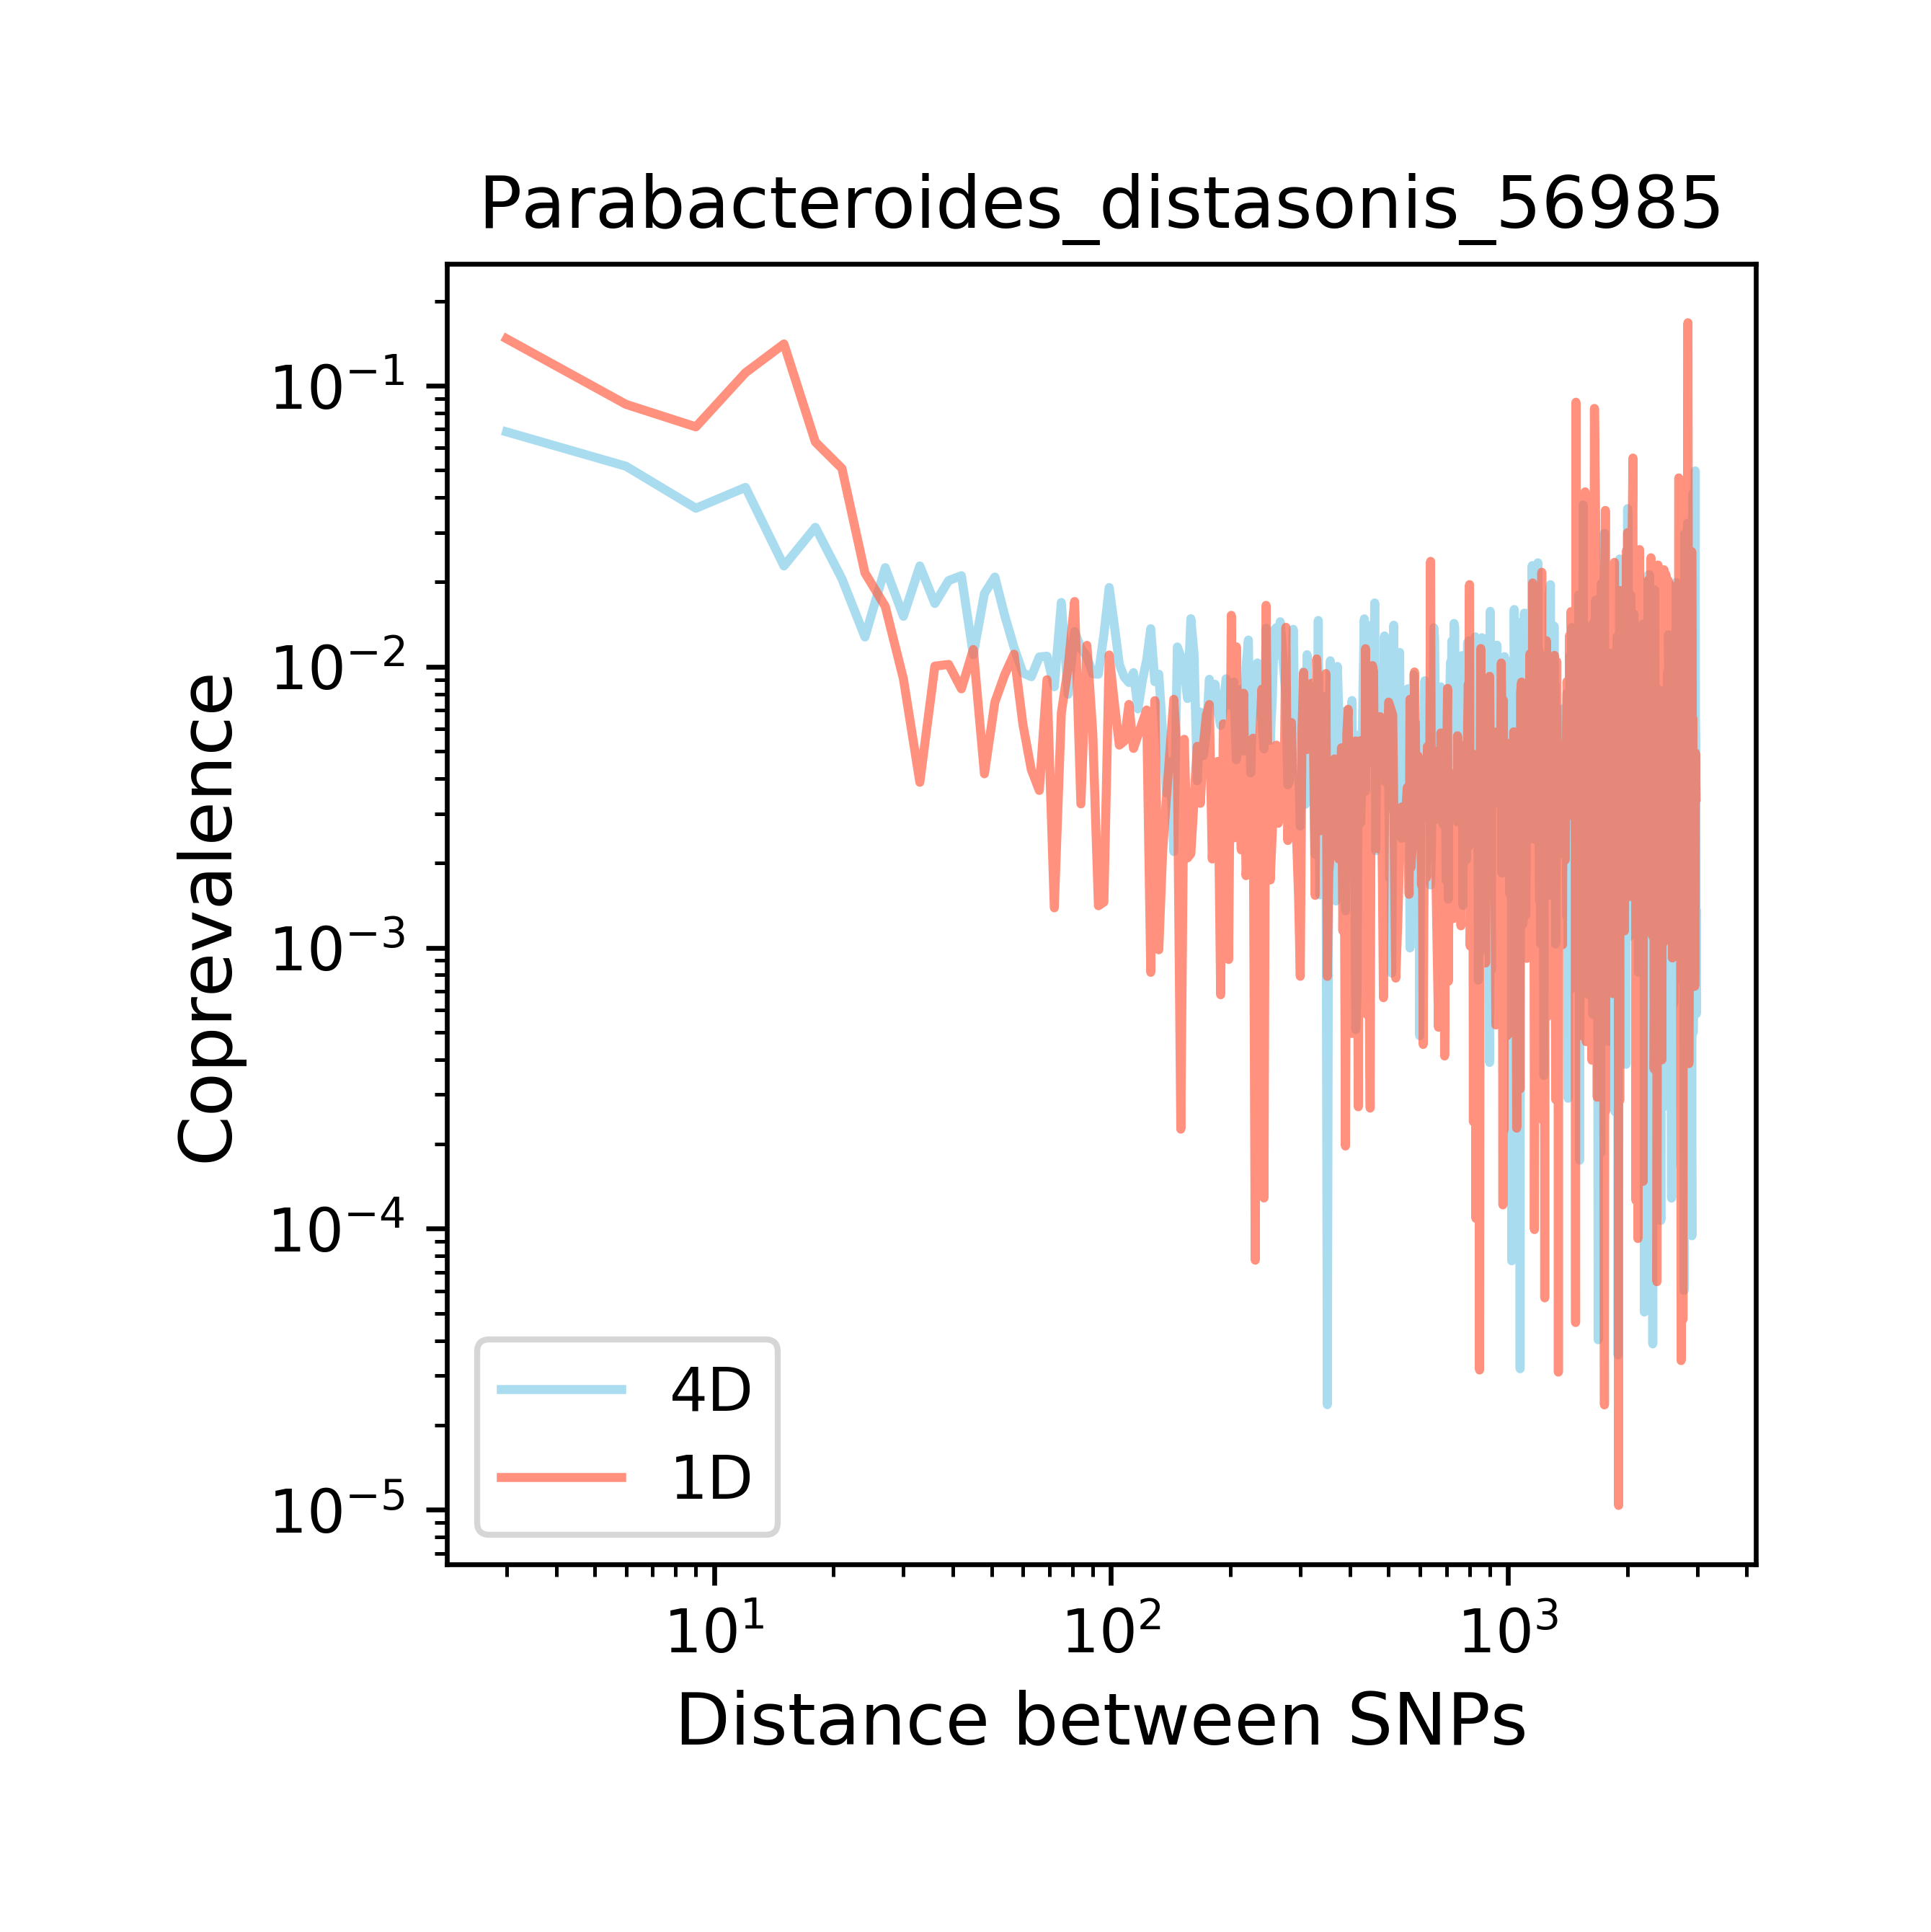 Parabacteroides_distasonis_56985
Coprevalence
10⁻¹
10⁻²
10⁻³
10⁻⁴
10⁻⁵
4D
1D
10¹ 10² 10³
Distance between SNPs